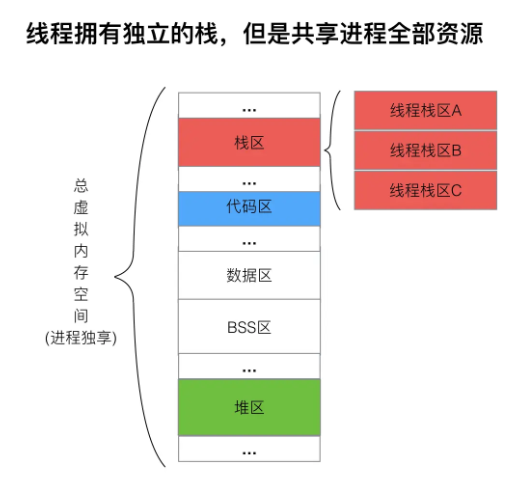 线程拥有独立的栈，但是共享进程全部资源
...
栈区
...
代码区
...
数据区
BSS区
...
堆区
...
线程栈区A
线程栈区B
线程栈区C
总
虚
拟
内
存
空
间
(进程独享)